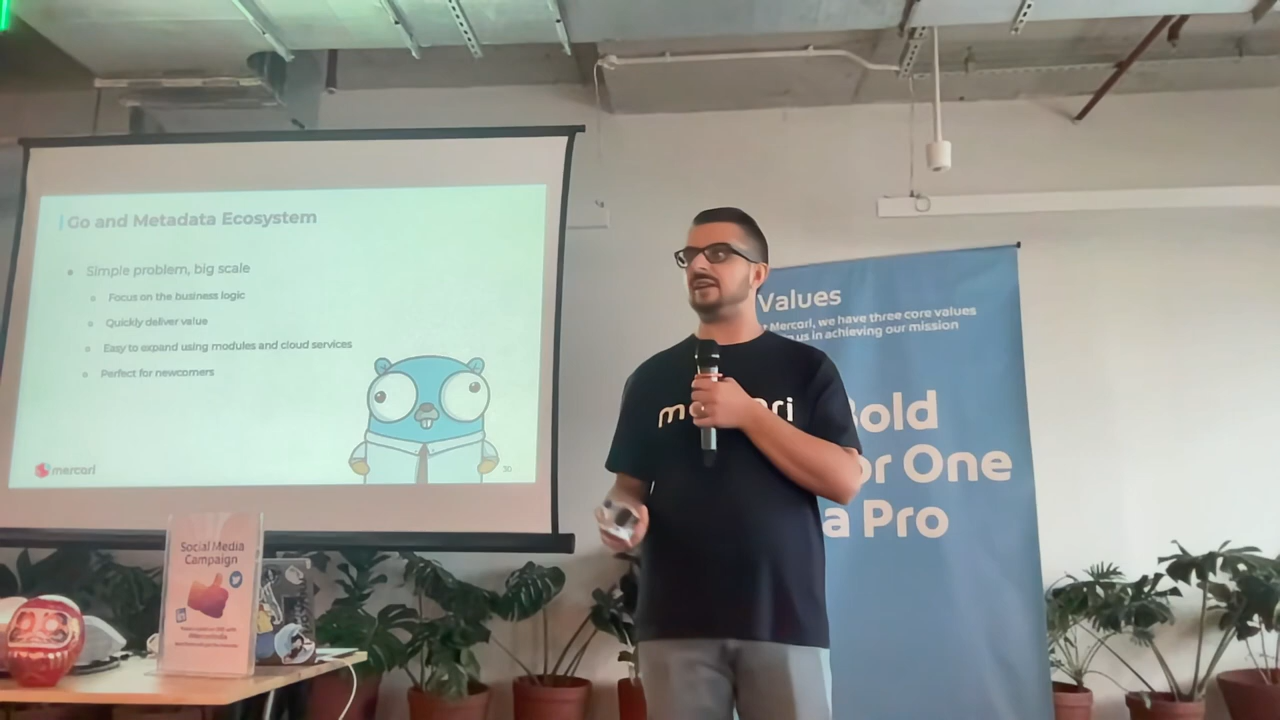 Go and Metadata Ecosystem
Simple problem, big scale
Focus on the business logic
Quickly deliver value
Easy to expand using modules and cloud services
Perfect for newcomers
mercari
30
Values
Mercari, we have three core values
us in achieving our mission
Bold
or One
a Pro
Social Media
Campaign